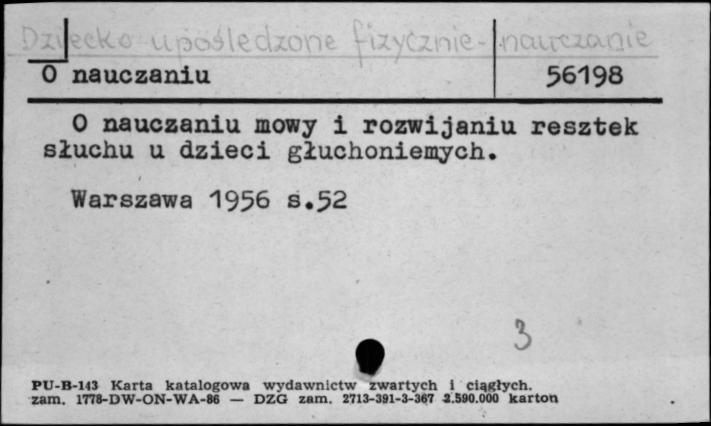 Dziecko upośledzone fizycznie - nauczanie
O nauczaniu 56198
O nauczaniu mowy i rozwijaniu resztek
słuchu u dzieci głuchoniemych.
Warszawa 1956 s.52
3
PU-B-143 Karta katalogowa wydawnictw zwartych i ciągłych.
zam. 1778-DW-ON-WA-86 — DZG zam. 2713-391-3-367 2.590.000 karton